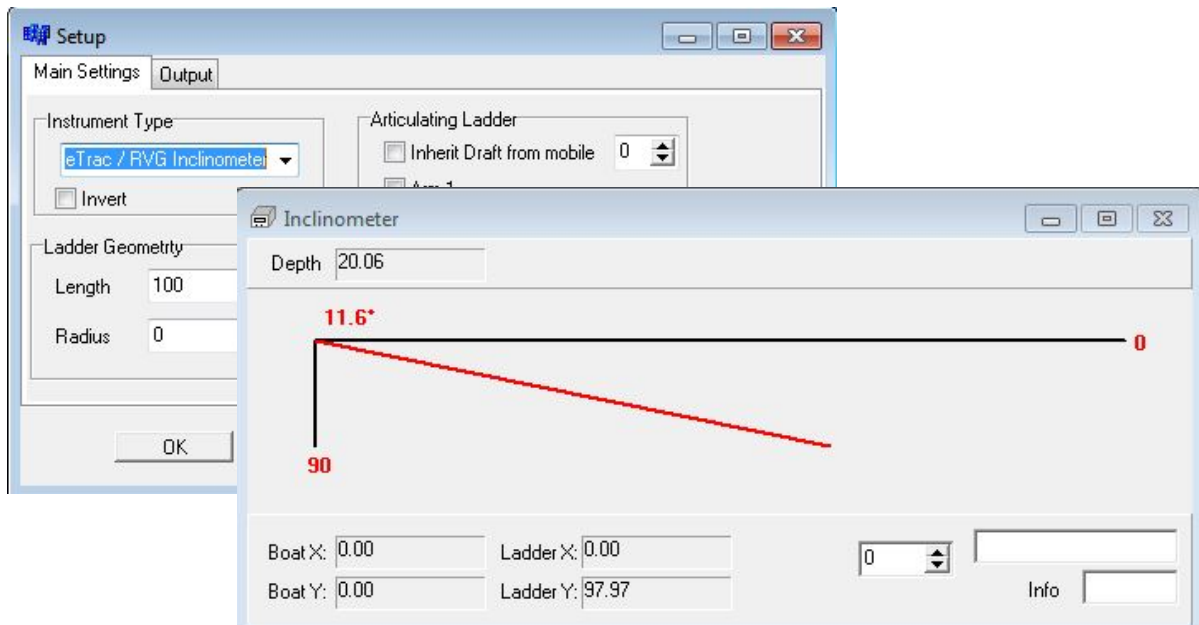 Setup
Main Settings Output
Instrument Type
eTrac / RVG Inclinometer
Invert
Articulating Ladder
Inherit Draft from mobile 0
Ladder Geometrty
Length 100
Radius 0
OK
Inclinometer
Depth 20.06
11.6°
0
90
Boat X: 0.00 Ladder X: 0.00 0
Boat Y: 0.00 Ladder Y: 97.97 Info